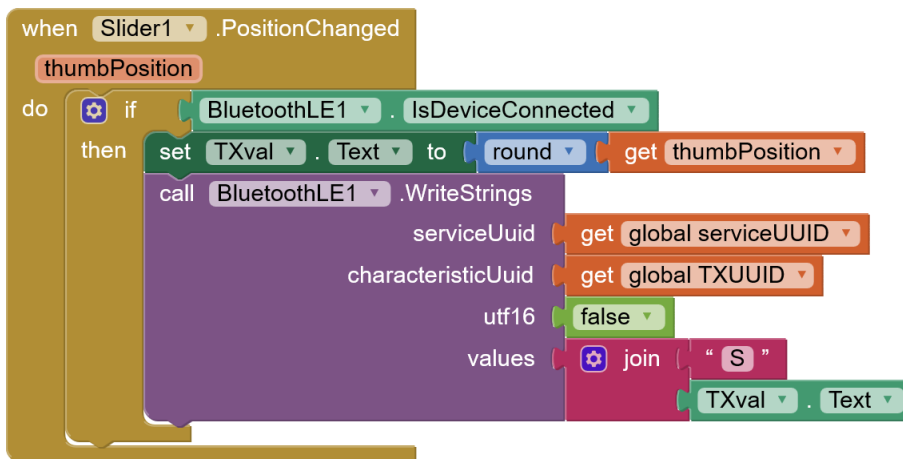 when Slider1 .PositionChanged
thumbPosition
do if BluetoothLE1 . IsDeviceConnected
then set TXval . Text to round get thumbPosition
call BluetoothLE1 .WriteStrings
serviceUuid get global serviceUUID
characteristicUuid get global TXUUID
utf16 false
values join “ S ”
TXval . Text